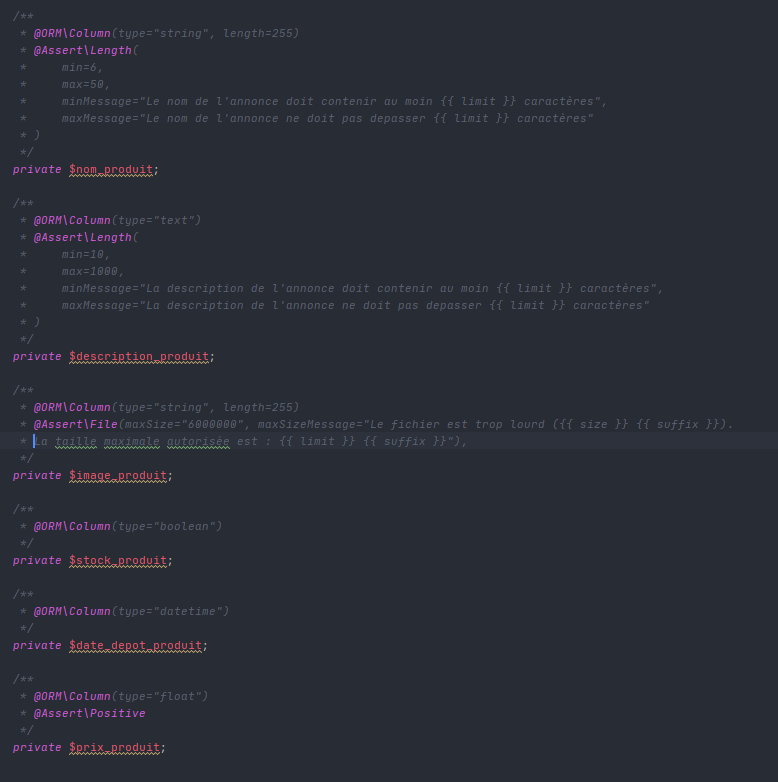 /**
 * @ORM\Column(type="string", length=255)
 * @Assert\Length(
 *     min=6,
 *     max=50,
 *     minMessage="Le nom de l'annonce doit contenir au moin {{ limit }} caractères",
 *     maxMessage="Le nom de l'annonce ne doit pas depasser {{ limit }} caractères"
 * )
 */
private $nom_produit;
/**
 * @ORM\Column(type="text")
 * @Assert\Length(
 *     min=10,
 *     max=1000,
 *     minMessage="La description de l'annonce doit contenir au moin {{ limit }} caractères",
 *     maxMessage="La description de l'annonce ne doit pas depasser {{ limit }} caractères"
 * )
 */
private $description_produit;
/**
 * @ORM\Column(type="string", length=255)
 * @Assert\File(maxSize="6000000", maxSizeMessage="Le fichier est trop lourd ({{ size }} {{ suffix }}).
 * La taille maximale autorisée est : {{ limit }} {{ suffix }}"),
 */
private $image_produit;
/**
 * @ORM\Column(type="boolean")
 */
private $stock_produit;
/**
 * @ORM\Column(type="datetime")
 */
private $date_depot_produit;
/**
 * @ORM\Column(type="float")
 * @Assert\Positive
 */
private $prix_produit;